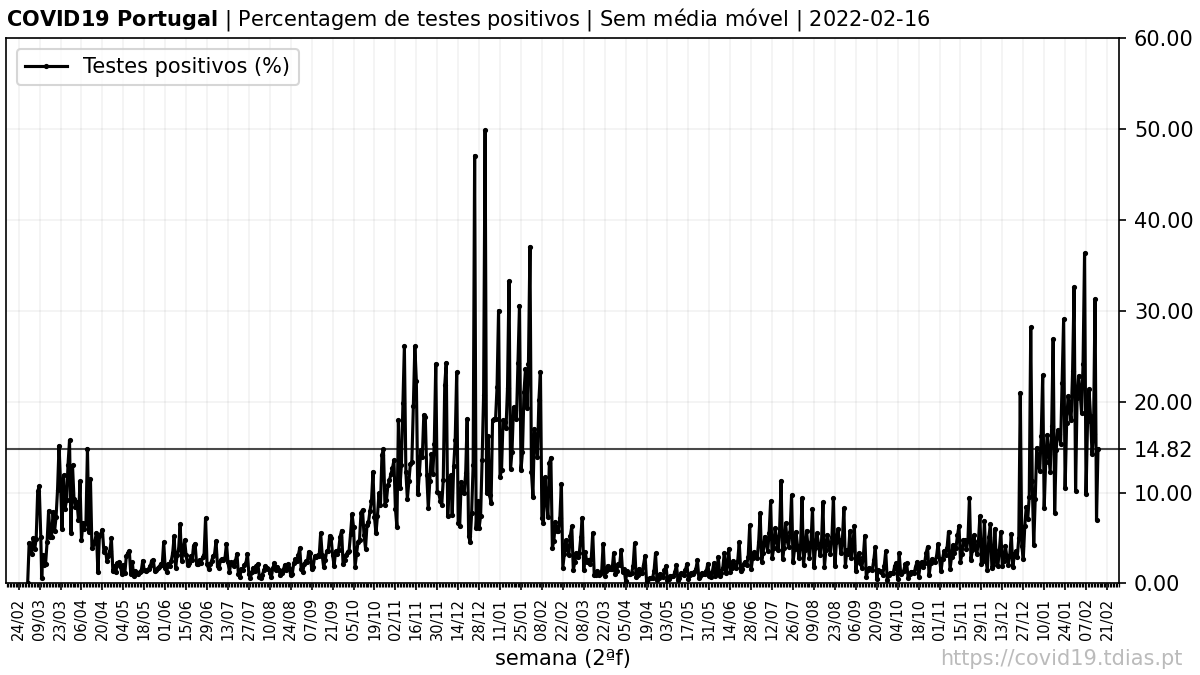 COVID19 Portugal | Percentagem de testes positivos | Sem média móvel | 2022-02-16
Testes positivos (%)
60.00
50.00
40.00
30.00
20.00
14.82
10.00
0.00
24/02 09/03 23/03 06/04 20/04 04/05 18/05 01/06 15/06 29/06 13/07 27/07 10/08 24/08 07/09 21/09 05/10 19/10 02/11 16/11 30/11 14/12 28/12 11/01 25/01 08/02 22/02 08/03 22/03 05/04 19/04 03/05 17/05 31/05 14/06 28/06 12/07 26/07 09/08 23/08 06/09 20/09 04/10 18/10 01/11 15/11 29/11 13/12 27/12 10/01 24/01 07/02 21/02
semana (2ªf)
https://covid19.tdias.pt